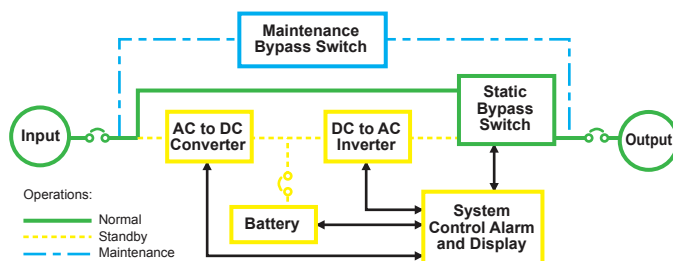 Maintenance
Bypass Switch
Static
Bypass
Switch
Input
AC to DC
Converter
DC to AC
Inverter
Output
Operations:
Normal
Standby
Maintenance
Battery
System
Control Alarm
and Display